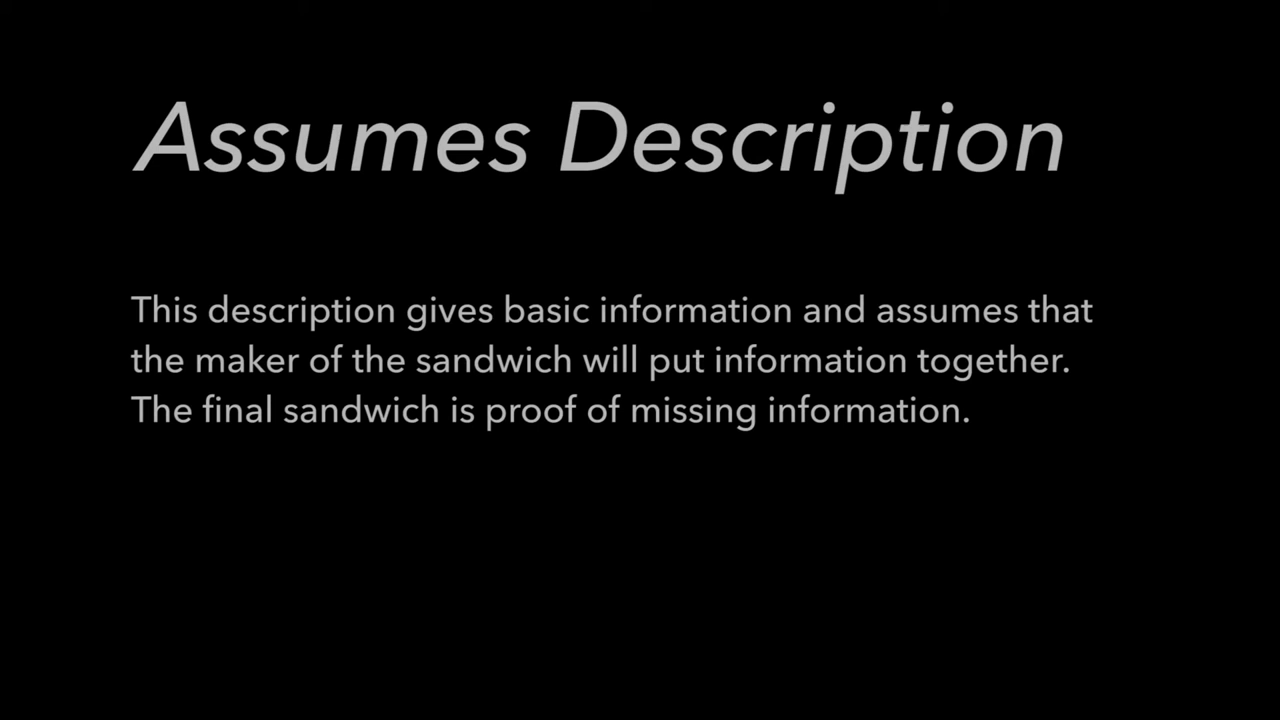 Assumes Description
This description gives basic information and assumes that
the maker of the sandwich will put information together.
The final sandwich is proof of missing information.